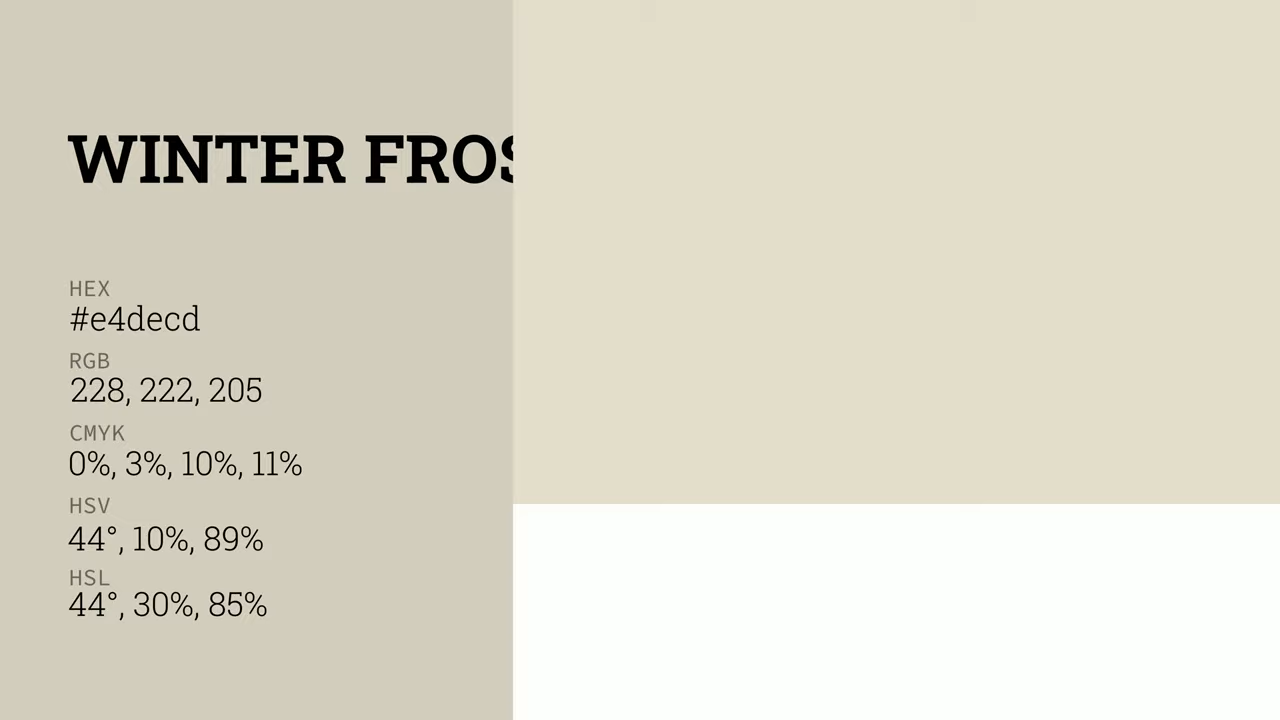 WINTER FROS
HEX
#e4decd
RGB
228, 222, 205
CMYK
0%, 3%, 10%, 11%
HSV
44°, 10%, 89%
HSL
44°, 30%, 85%